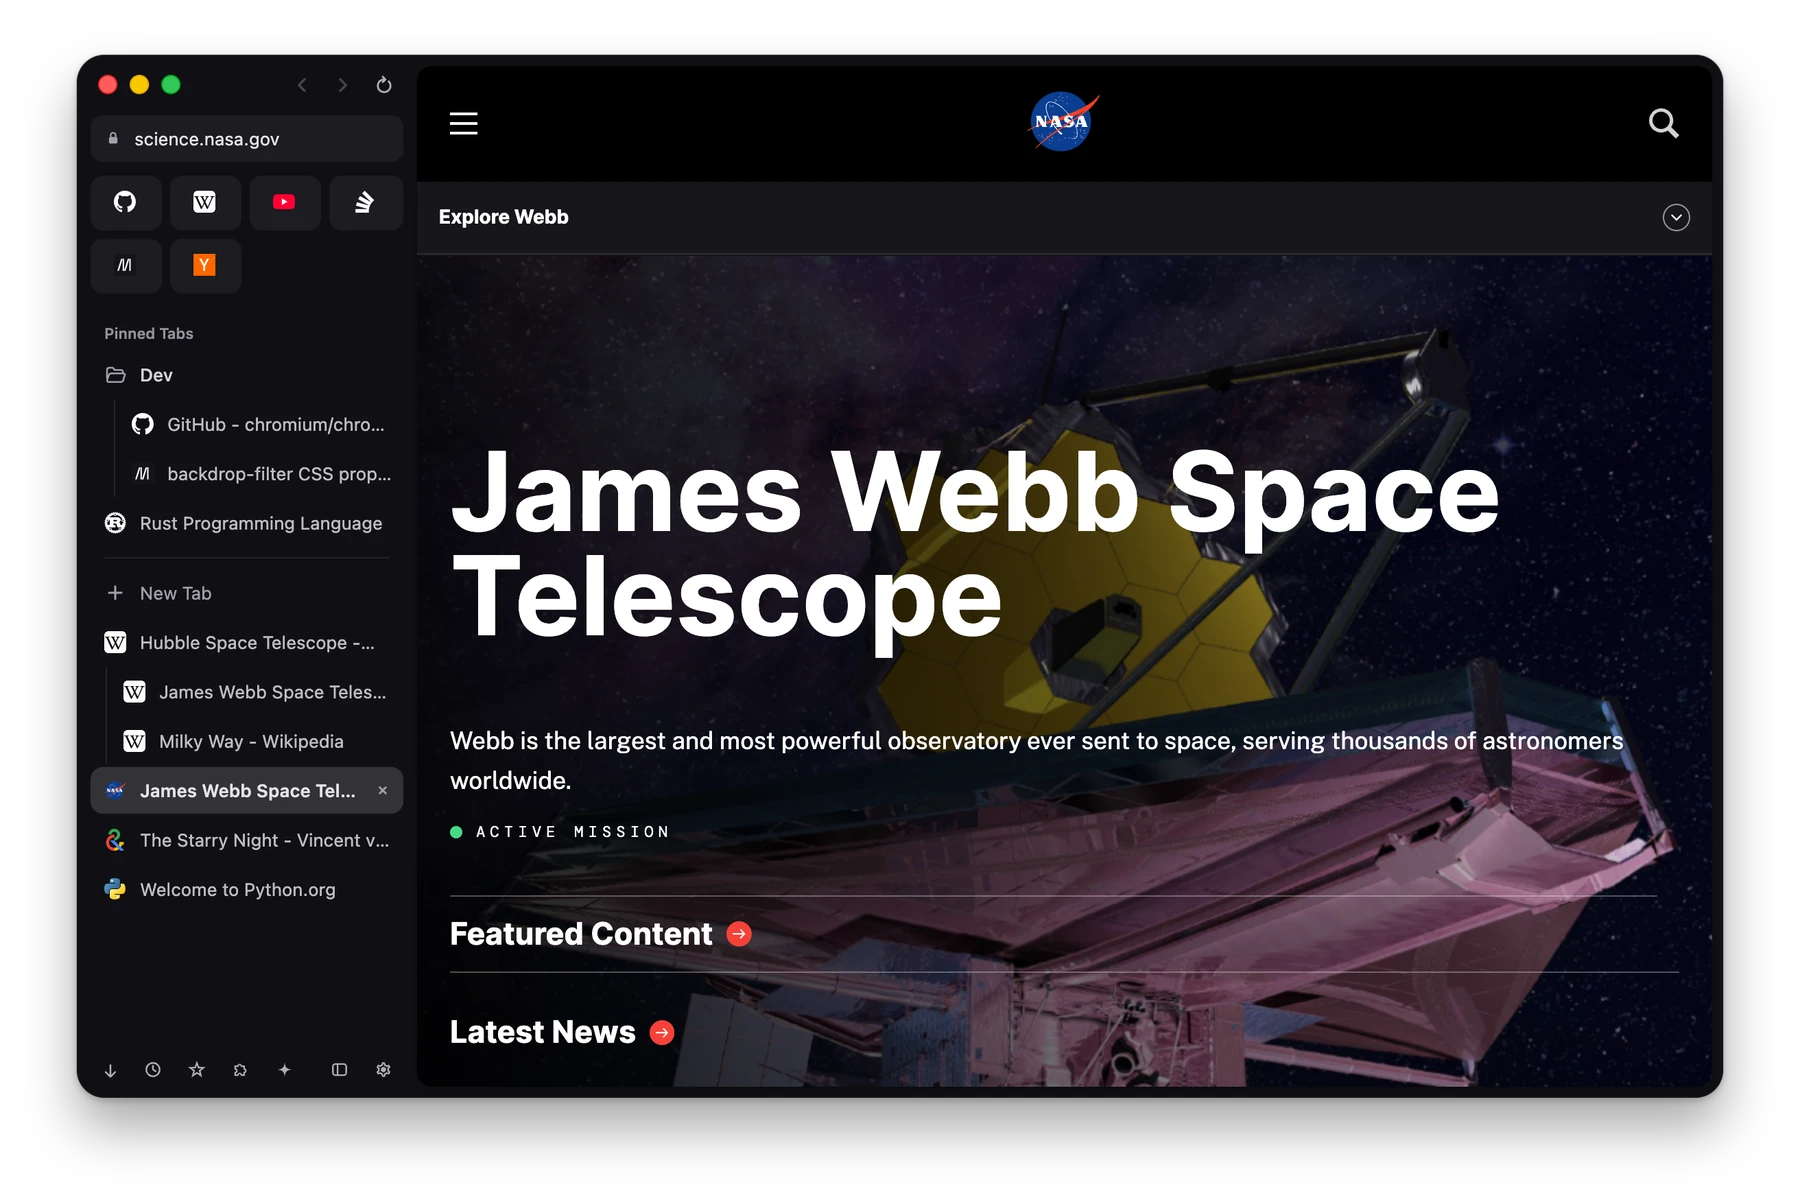 science.nasa.gov
Pinned Tabs
Dev
GitHub - chromium/chro...
backdrop-filter CSS prop...
Rust Programming Language
New Tab
Hubble Space Telescope -...
James Webb Space Teles...
Milky Way - Wikipedia
James Webb Space Tel...
The Starry Night - Vincent v...
Welcome to Python.org
NASA
Explore Webb
James Webb Space
Telescope
Webb is the largest and most powerful observatory ever sent to space, serving thousands of astronomers
worldwide.
ACTIVE MISSION
Featured Content
Latest News